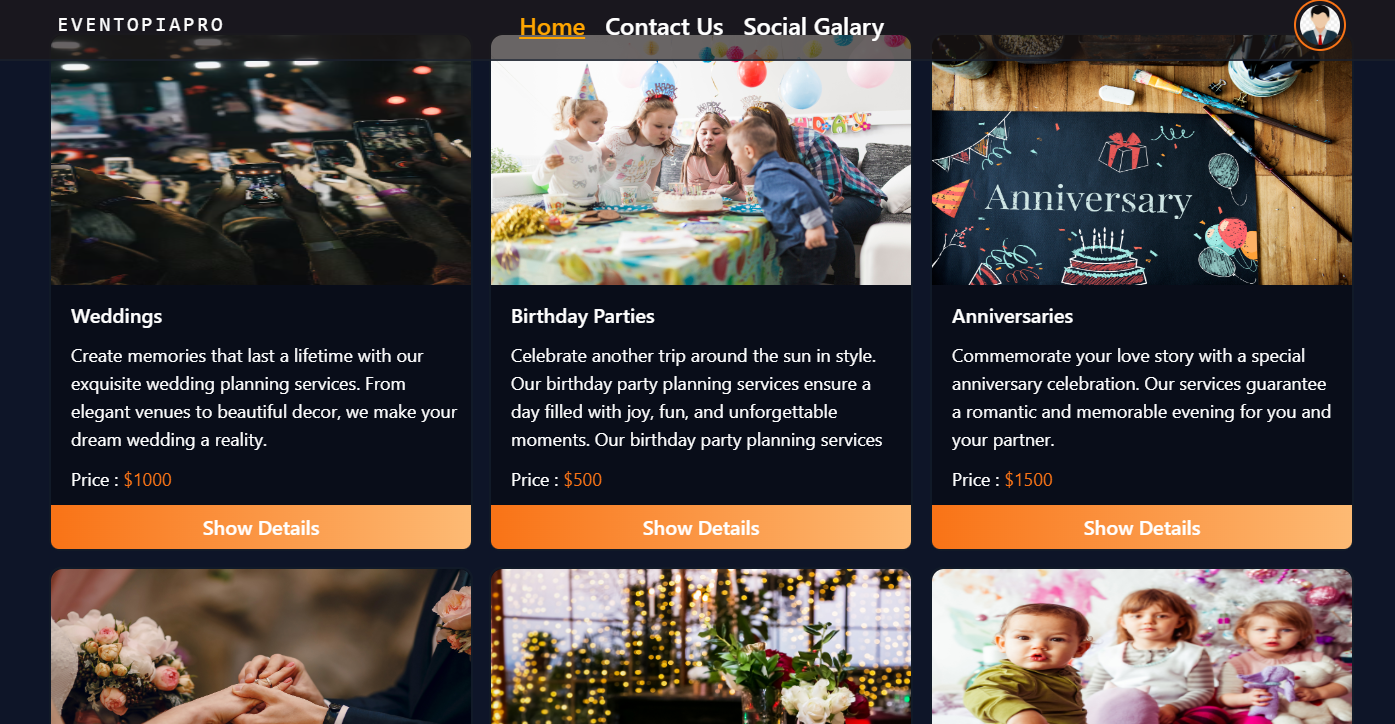 EVENTOPIAPRO
Home Contact Us Social Galary
Anniversary
Weddings
Create memories that last a lifetime with our
exquisite wedding planning services. From
elegant venues to beautiful decor, we make your
dream wedding a reality.
Price : $1000
Show Details
Birthday Parties
Celebrate another trip around the sun in style.
Our birthday party planning services ensure a
day filled with joy, fun, and unforgettable
moments. Our birthday party planning services
Price : $500
Show Details
Anniversaries
Commemorate your love story with a special
anniversary celebration. Our services guarantee
a romantic and memorable evening for you and
your partner.
Price : $1500
Show Details